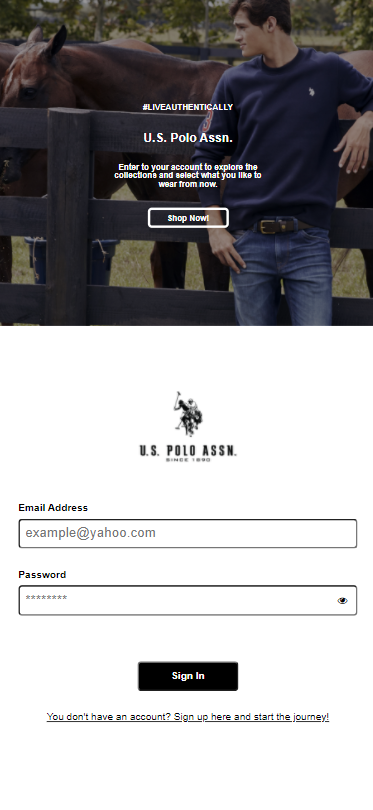 #LIVEAUTHENTICALLY
U.S. Polo Assn.
Enter to your account to explore the
collections and select what you like to
wear from now.
Shop Now!
U.S. POLO ASSN.
SINCE 1890
Email Address
example@yahoo.com
Password
********
Sign In
You don't have an account? Sign up here and start the journey!